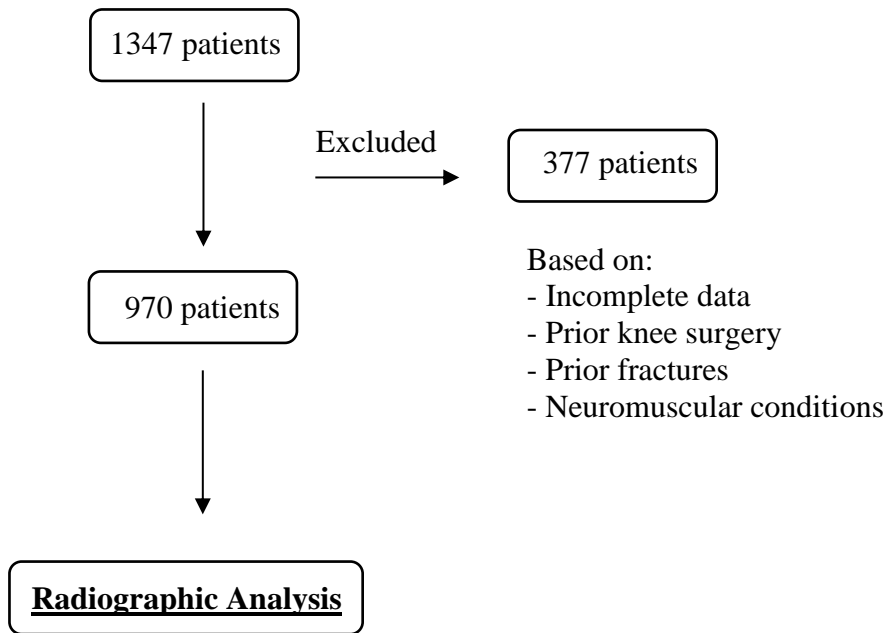 1347 patients
Excluded
377 patients
Based on:
- Incomplete data
- Prior knee surgery
- Prior fractures
- Neuromuscular conditions
970 patients
Radiographic Analysis